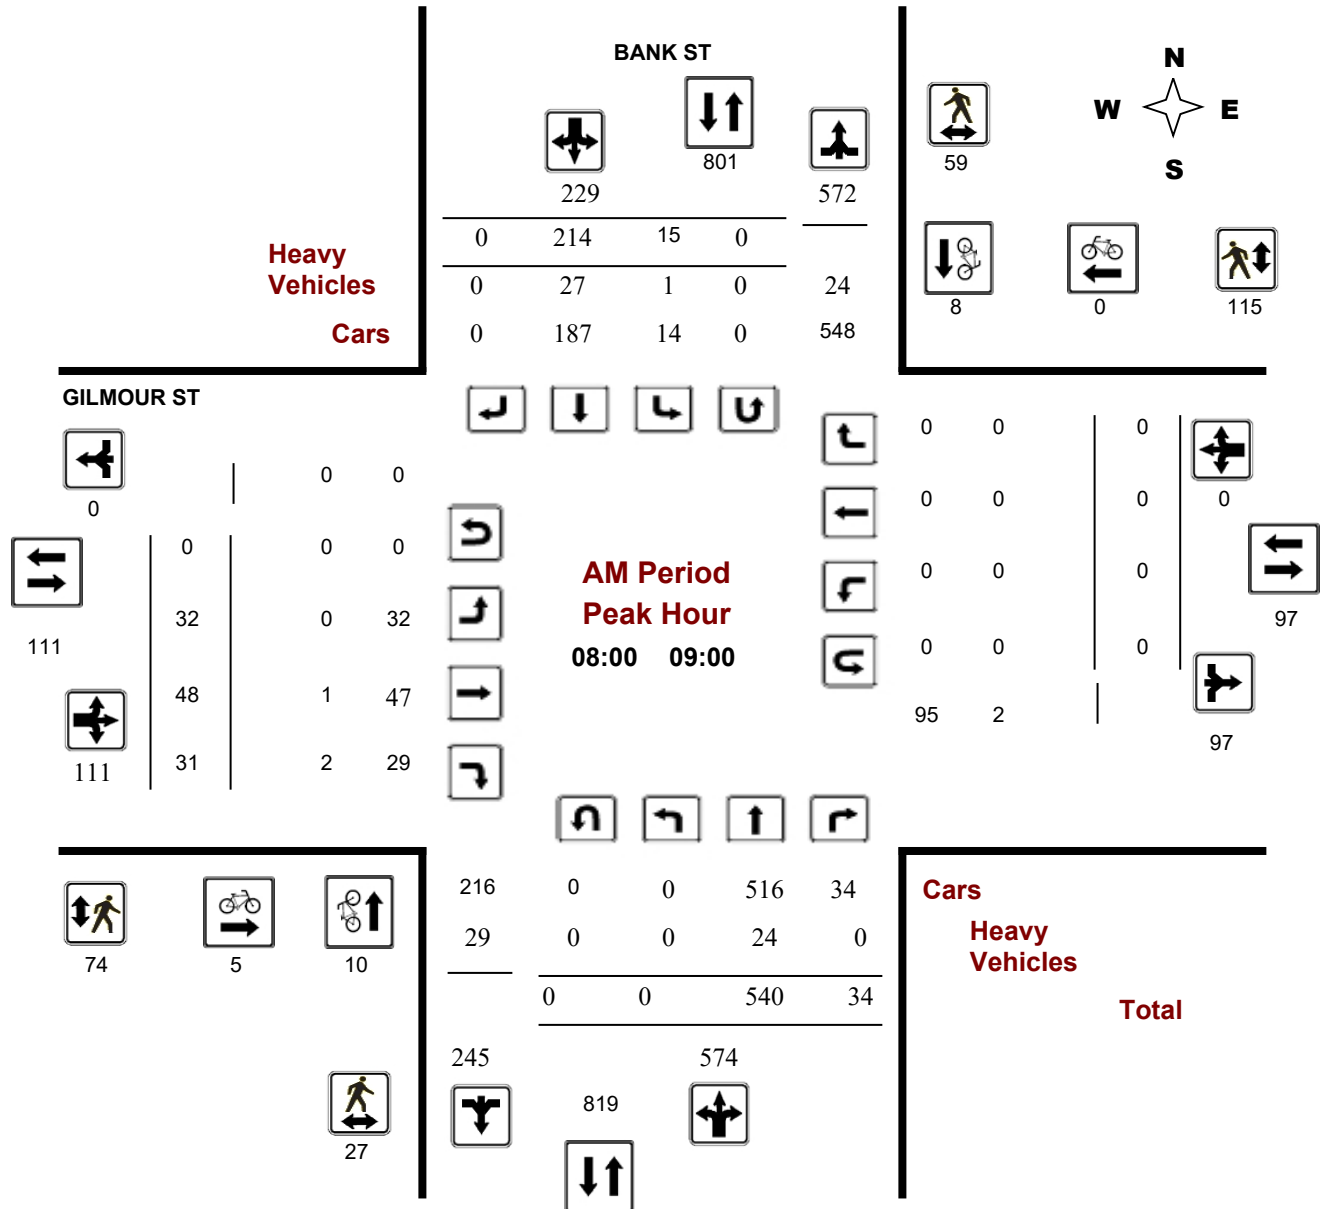 BANK ST
N
W E
S
801
59
229
572
0 214 15 0
Heavy
Vehicles 0 27 1 0 24
8 0 115
Cars 0 187 14 0 548
GILMOUR ST
0 0 0
0 0
0
0 0 0 0
0 0 0
AM Period
0 0 0
Peak Hour
32 0 32
97
111
08:00 09:00
0 0 0
48 1 47
95 2
97
111 31 2 29
216 0 0 516 34 Cars
29 0 0 24 0 Heavy
Vehicles
74 5 10
0 0 540 34
Total
245 574
819
27